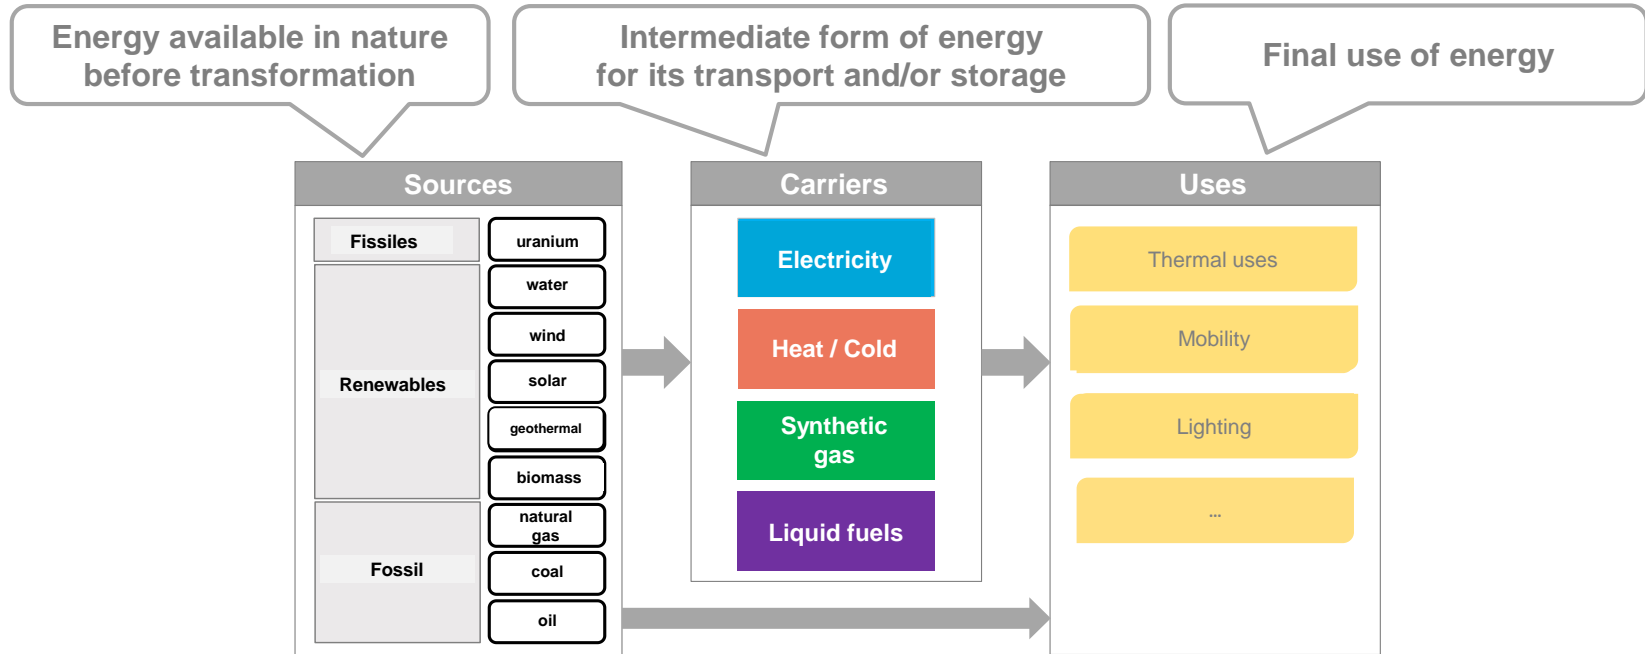 Energy available in nature
before transformation
Intermediate form of energy
for its transport and/or storage
Final use of energy
Sources
Fissiles
uranium
Renewables
water
wind
solar
geothermal
biomass
Fossil
natural
gas
coal
oil
Carriers
Electricity
Heat / Cold
Synthetic
gas
Liquid fuels
Uses
Thermal uses
Mobility
Lighting
...